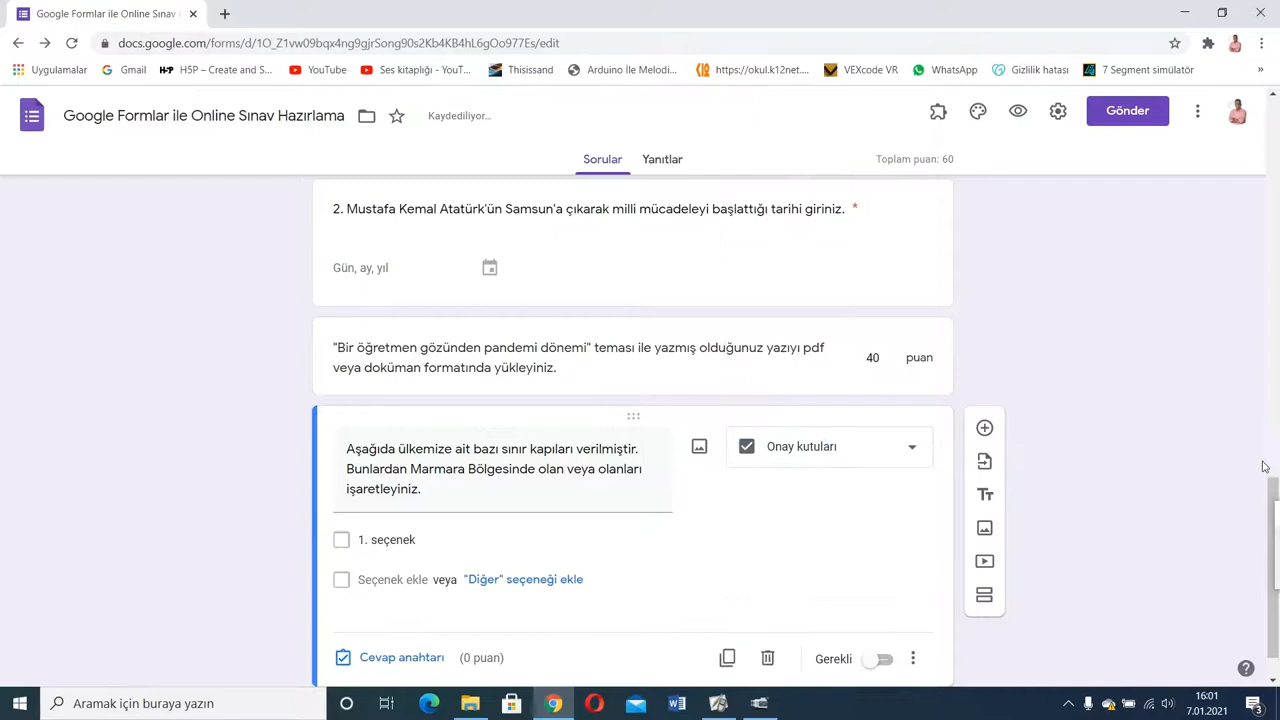 Google Formlar ile Online Sınav
docs.google.com/forms/d/1O_Z1vw09bqx4ng9gjrSong90s2Kb4KB4hL6gOo977Es/edit
Uygulamalar Gmail H5P – Create and S... YouTube Ses kitaplığı - YouT... Thisissand Arduino İle Melodi... https://okul.k12net.... VEXcode VR WhatsApp Gizlilik hatası 7 Segment simülatör »
Google Formlar ile Online Sınav Hazırlama Kaydediliyor... Gönder
Sorular Yanıtlar Toplam puan: 60
2. Mustafa Kemal Atatürk'ün Samsun'a çıkarak milli mücadeleyi başlattığı tarihi giriniz. *
Gün, ay, yıl
"Bir öğretmen gözünden pandemi dönemi" teması ile yazmış olduğunuz yazıyı pdf
veya doküman formatında yükleyiniz.
40 puan
Aşağıda ülkemize ait bazı sınır kapıları verilmiştir.
Bunlardan Marmara Bölgesinde olan veya olanları
işaretleyiniz.
Onay kutuları
1. seçenek
Seçenek ekle veya "Diğer" seçeneği ekle
Cevap anahtarı (0 puan) Gerekli
Aramak için buraya yazın
16:01
7.01.2021
3